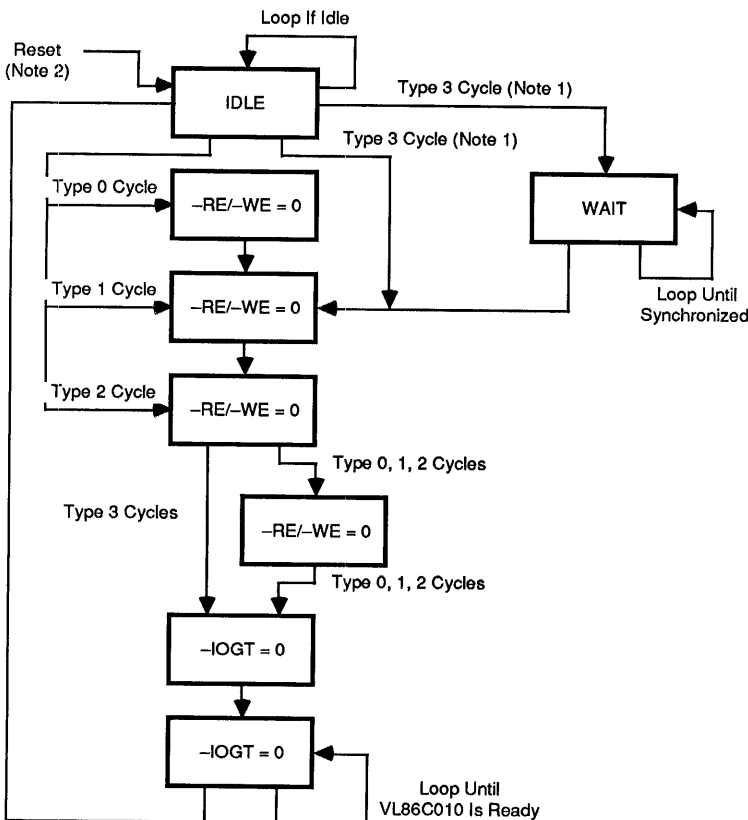 Loop If Idle
Reset
(Note 2)
IDLE
Type 3 Cycle (Note 1)
Type 3 Cycle (Note 1)
Type 0 Cycle
–RE/–WE = 0
WAIT
Type 1 Cycle
–RE/–WE = 0
Loop Until
Synchronized
Type 2 Cycle
–RE/–WE = 0
Type 0, 1, 2 Cycles
Type 3 Cycles
–RE/–WE = 0
Type 0, 1, 2 Cycles
–IOGT = 0
–IOGT = 0
Loop Until
VL86C010 Is Ready